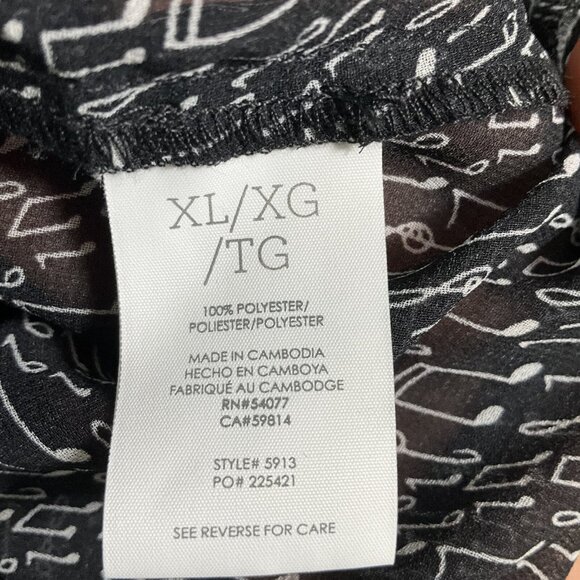 XL/XG
/TG
100% POLYESTER/
POLIESTER/POLYESTER
MADE IN CAMBODIA
HECHO EN CAMBOYA
FABRIQUÉ AU CAMBODGE
RN#54077
CA#59814
STYLE# 5913
PO# 225421
SEE REVERSE FOR CARE